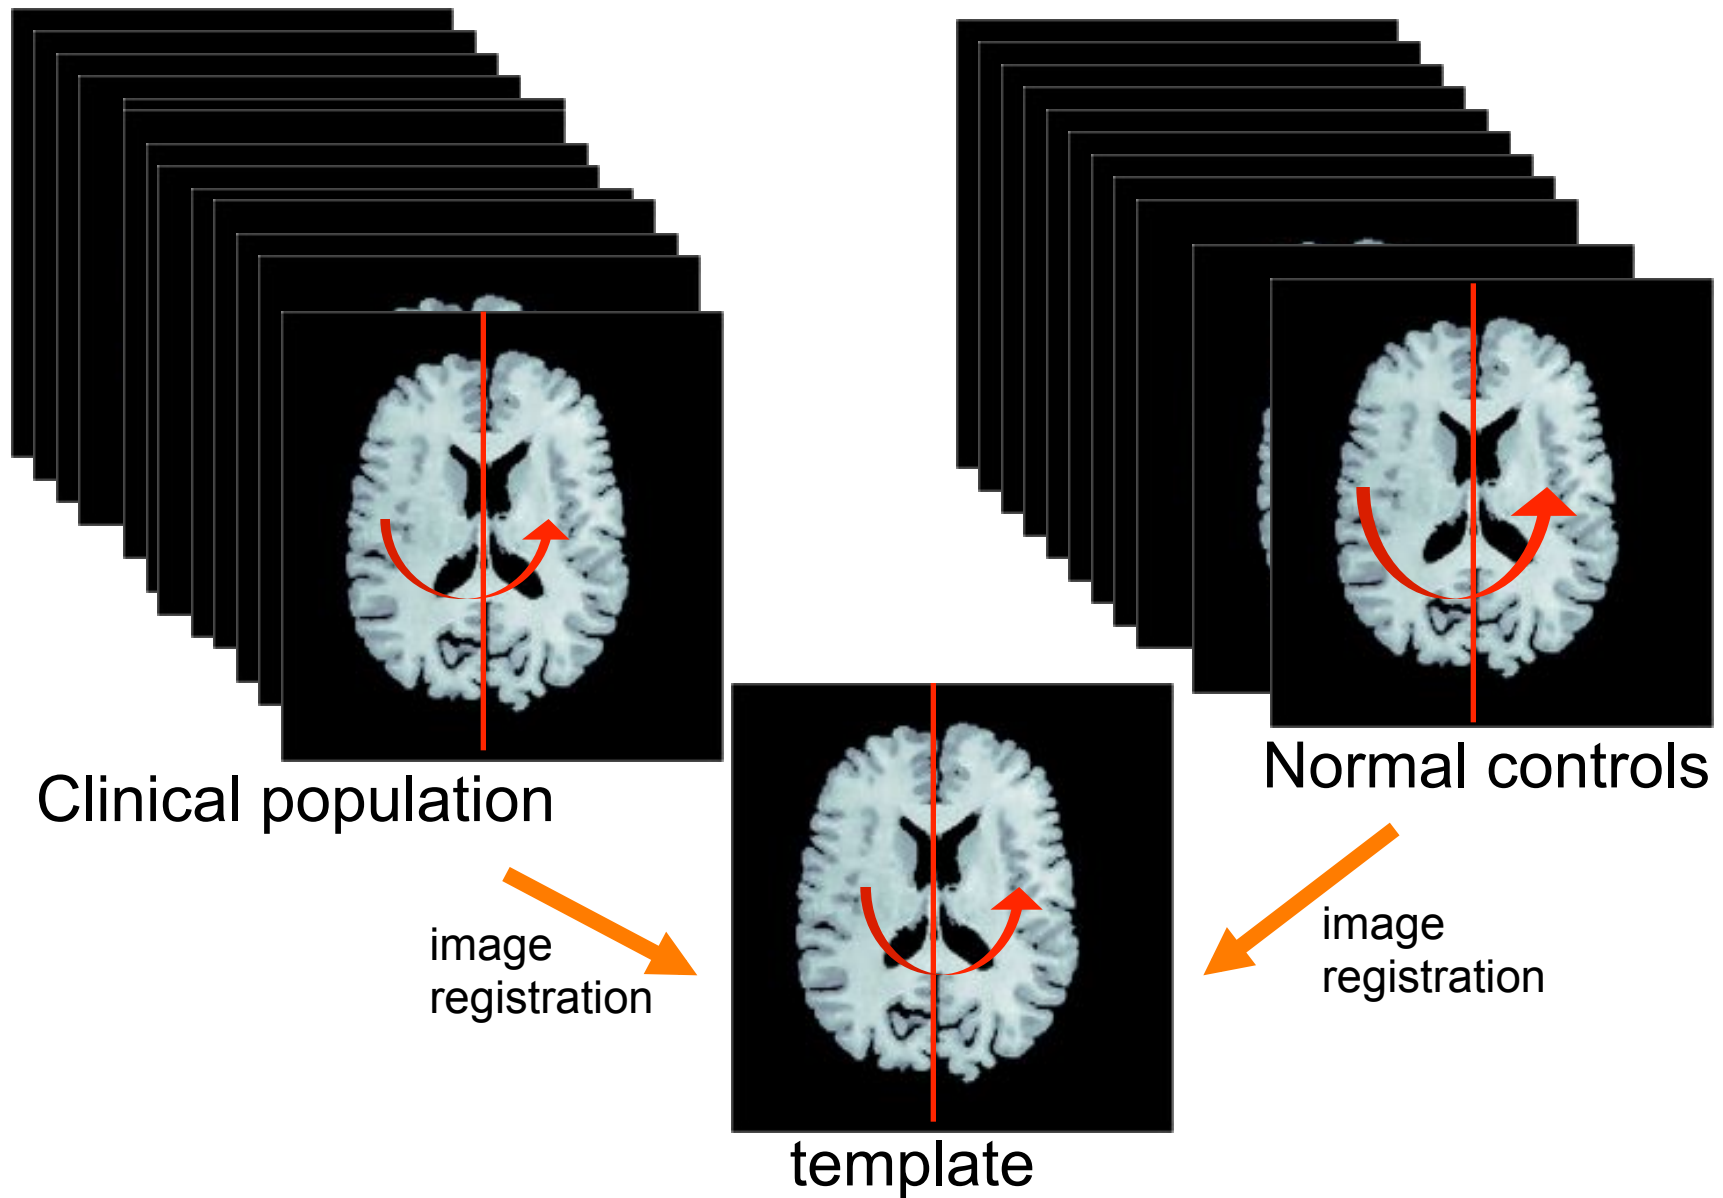 Clinical population
Normal controls
image
registration
image
registration
template